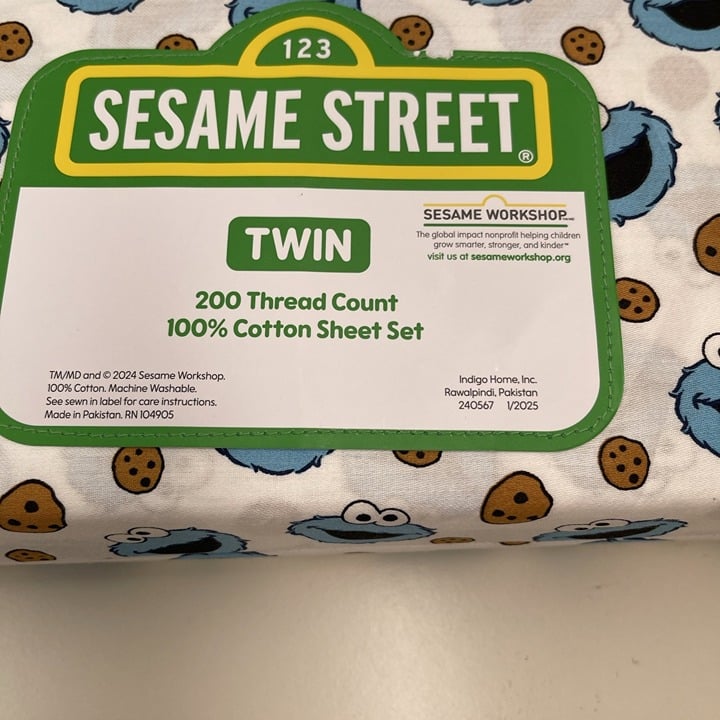 123
SESAME STREET®
SESAME WORKSHOP
The global impact nonprofit helping children
grow smarter, stronger, and kinder℠
visit us at sesameworkshop.org
TWIN
200 Thread Count
100% Cotton Sheet Set
TM/MD and © 2024 Sesame Workshop.
100% Cotton. Machine Washable.
See sewn in label for care instructions.
Made in Pakistan. RN 104905
Indigo Home, Inc.
Rawalpindi, Pakistan
240567 1/2025